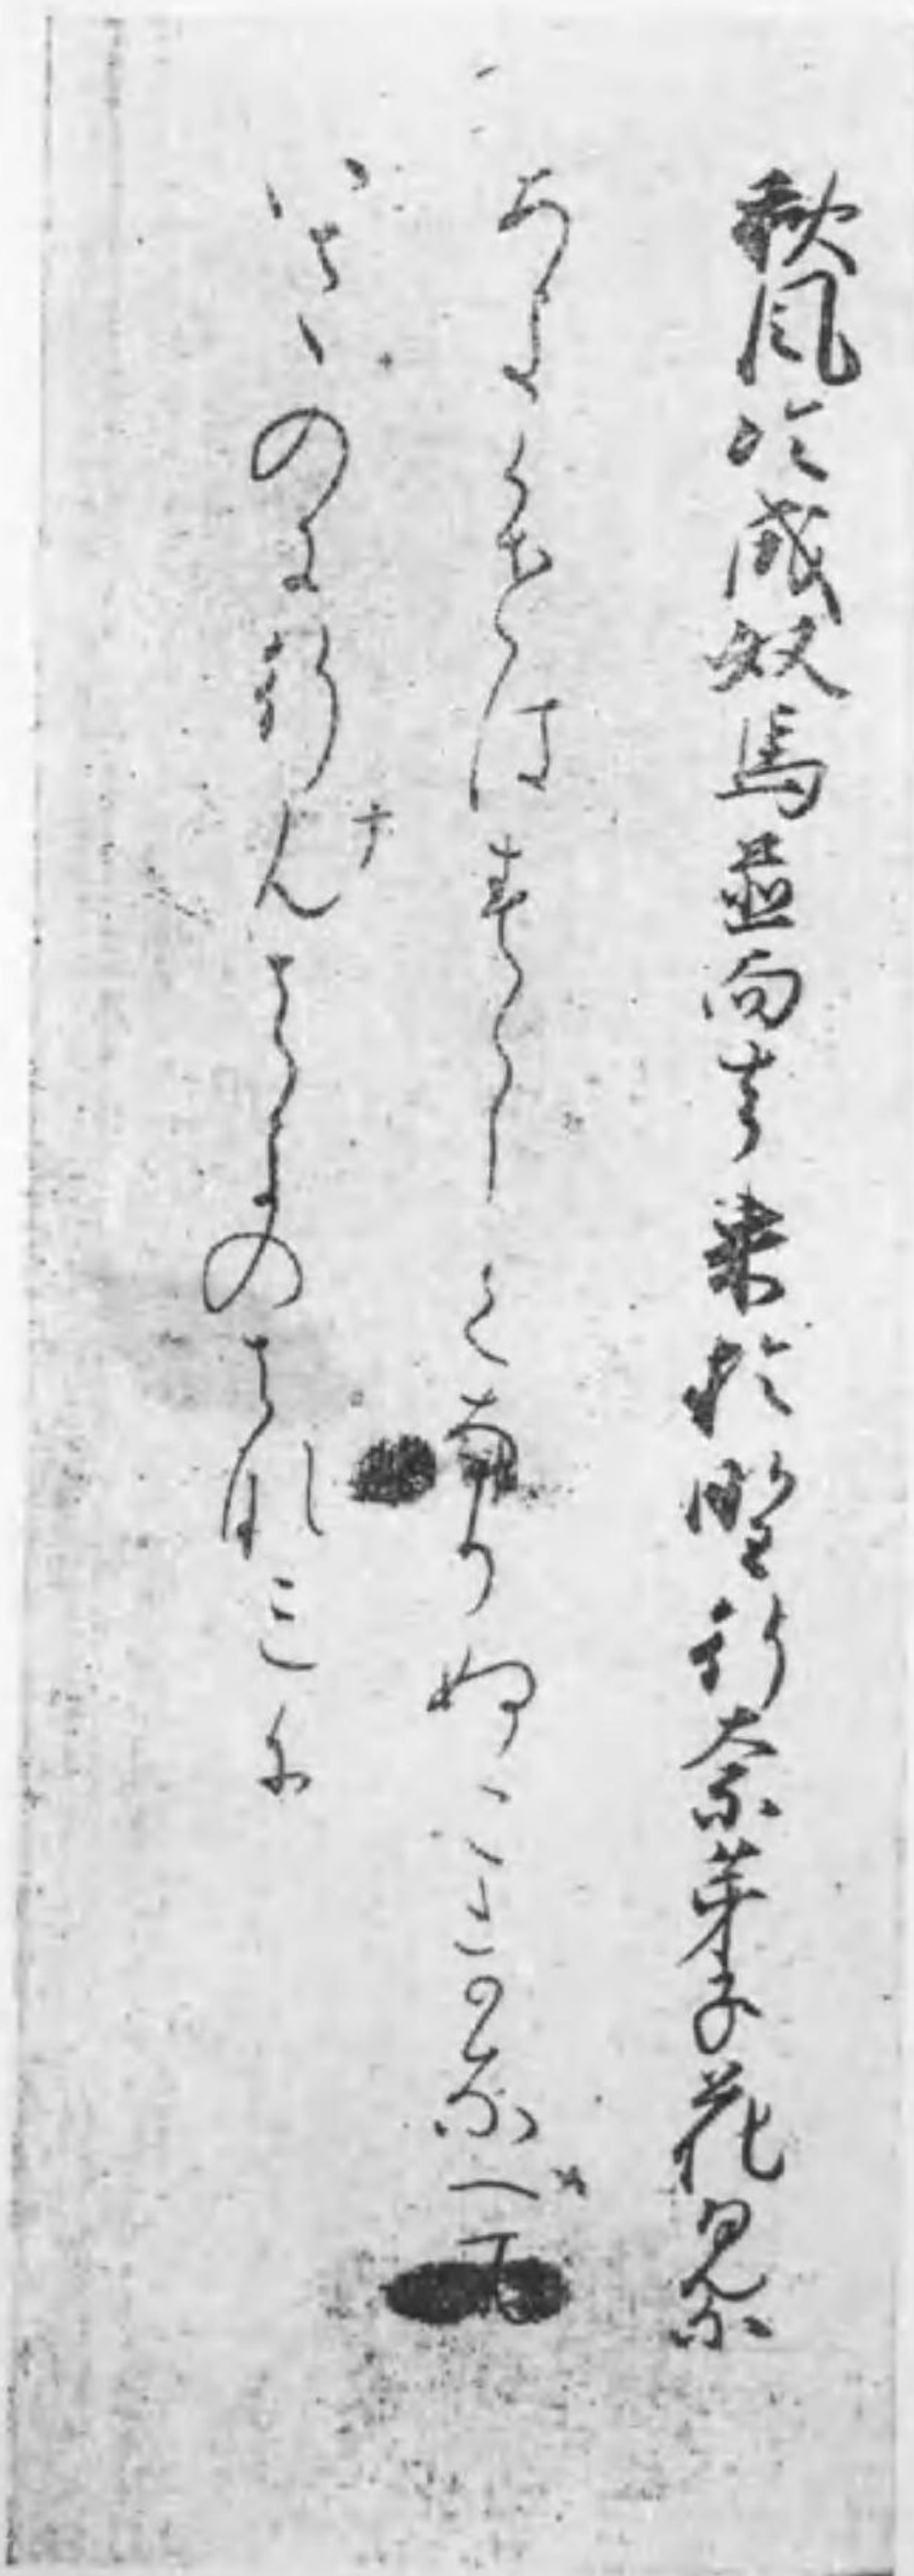 秋風冷成奴馬並而去来於野行奈芽子花見尓
あきかせはすゝしくなりぬこまなへて
いさのに行んはきのはなみに
ナ